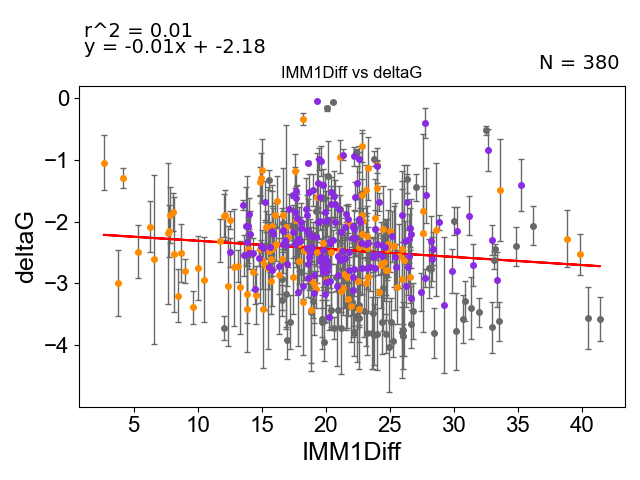 r^2 = 0.01
y = -0.01x + -2.18
N = 380
IMM1Diff vs deltaG
deltaG
0
−1
−2
−3
−4
5 10 15 20 25 30 35 40
IMM1Diff